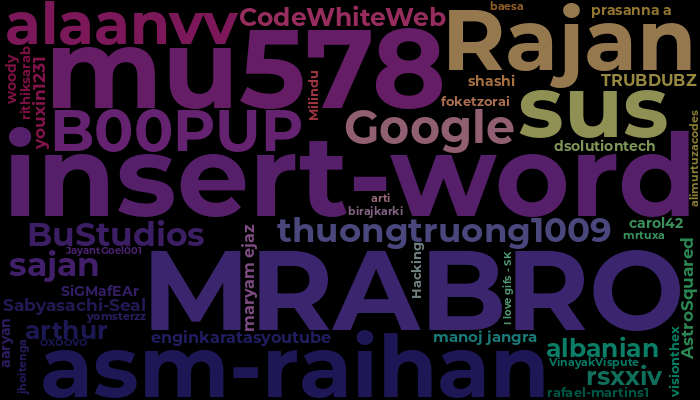 alaanvv
CodeWhiteWeb
baesa
Rajan
prasanna a
woody
rithiksarab
youxin1231
mu578
Milindu
shashi
TRUBDUBZ
foketzorai
sus
B00PUP
Google
dsolutiontech
alimurtuzacodes
insert-word
arti
birajkarki
BuStudios
thuongtruong1009
carol42
mrtuxa
JayantGoel001
sajan
maryam ejaz
MRABRO
Hacking
I love gifs - SK
AstroSquared
SiGMafEAr
Sabyasachi-Seal
yomsterzz
arthur
oxoovo
aaryan
jhoitenga
enginkaratasyoutube
manoj jangra
asm-raihan
albanian
VinayakVispute
rsxxiv
rafael-martins1
visionthex